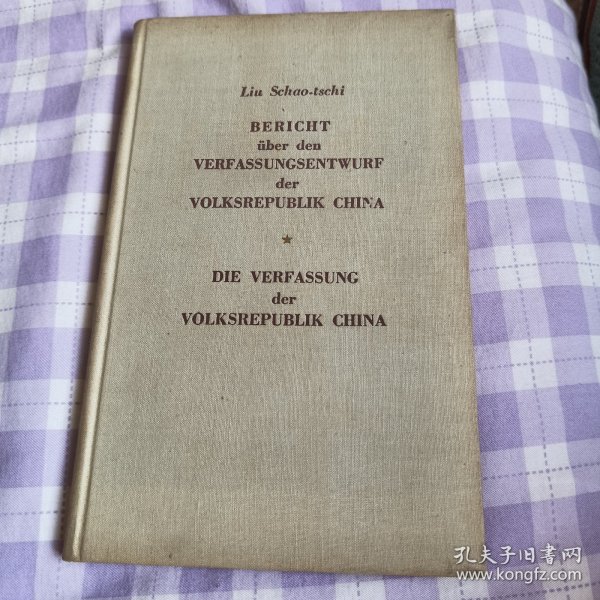 Liu Schao-tschi
BERICHT
über den
VERFASSUNGSENTWURF
der
VOLKSREPUBLIK CHINA
DIE VERFASSUNG
der
VOLKSREPUBLIK CHINA
孔夫子旧书网
www.kongfz.com